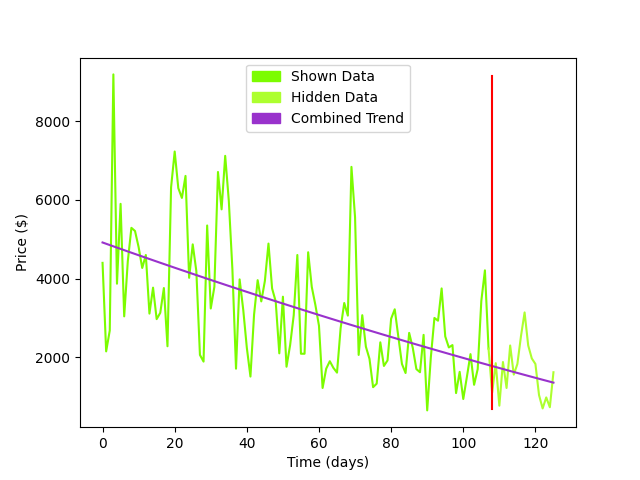 Shown Data
Hidden Data
Combined Trend
Price ($)
8000
6000
4000
2000
0
20
40
60
80
100
120
Time (days)